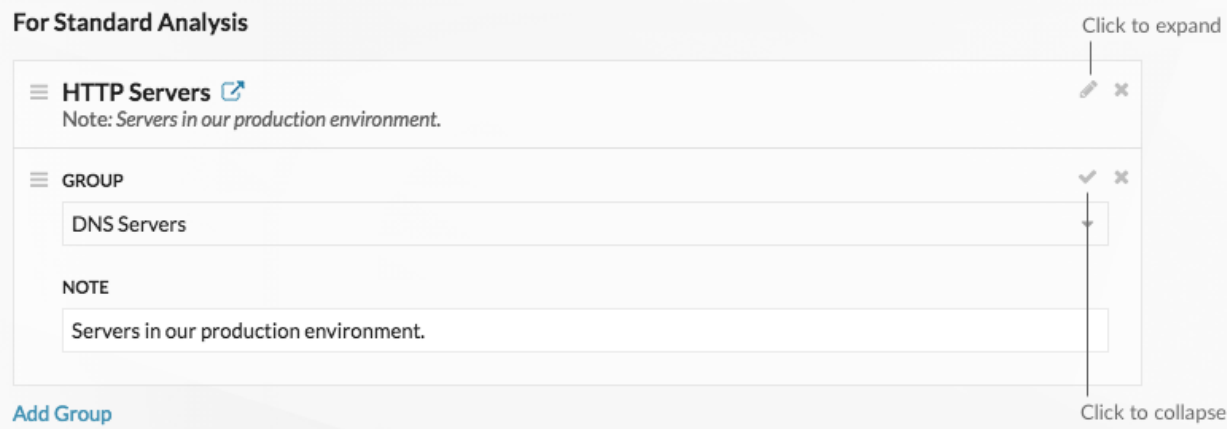 For Standard Analysis
Click to expand
HTTP Servers
Note: Servers in our production environment.
GROUP
DNS Servers
NOTE
Servers in our production environment.
Add Group
Click to collapse